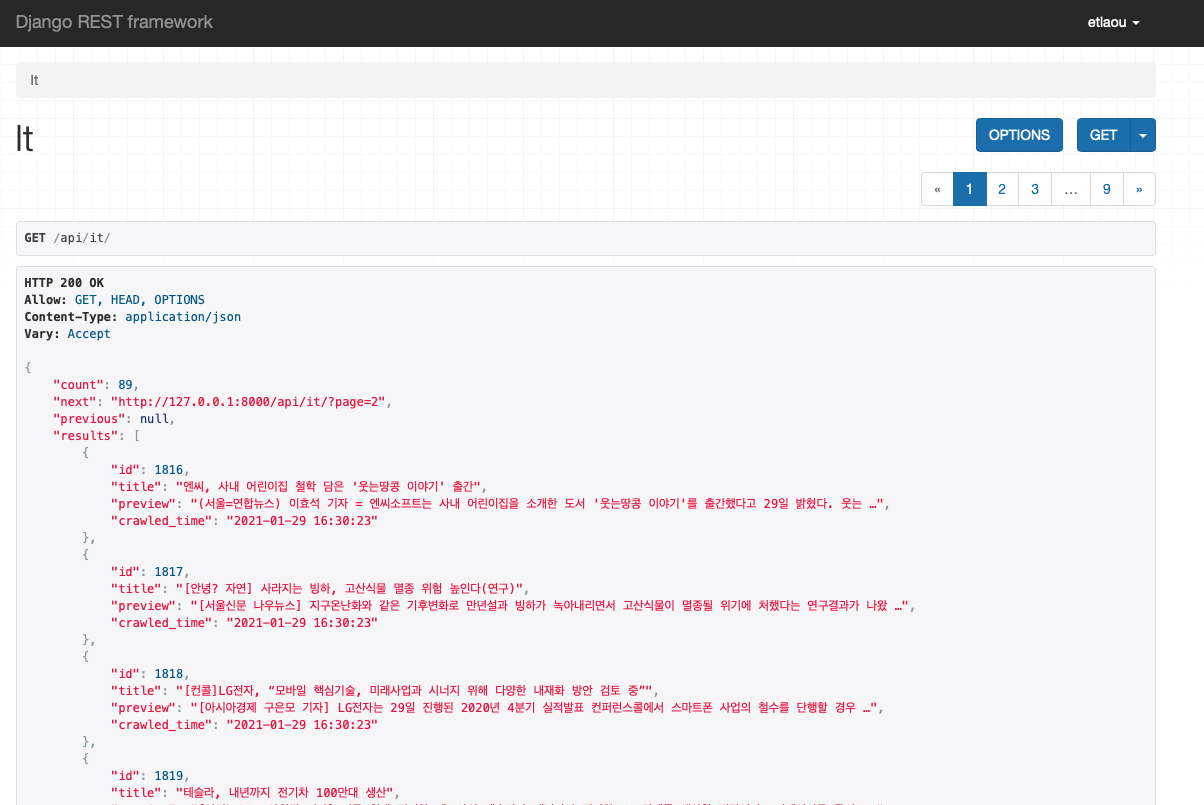 Django REST framework
etlaou
It
It
OPTIONS
GET
« 1 2 3 … 9 »
GET /api/it/
HTTP 200 OK
Allow: GET, HEAD, OPTIONS
Content-Type: application/json
Vary: Accept
{
"count": 89,
"next": "http://127.0.0.1:8000/api/it/?page=2",
"previous": null,
"results": [
{
"id": 1816,
"title": "엔씨, 사내 어린이집 철학 담은 '웃는땅콩 이야기' 출간",
"preview": "(서울=연합뉴스) 이효석 기자 = 엔씨소프트는 사내 어린이집을 소개한 도서 '웃는땅콩 이야기'를 출간했다고 29일 밝혔다. 웃는 …",
"crawled_time": "2021-01-29 16:30:23"
},
{
"id": 1817,
"title": "[안녕? 자연] 사라지는 빙하, 고산식물 멸종 위험 높인다(연구)",
"preview": "[서울신문 나우뉴스] 지구온난화와 같은 기후변화로 만년설과 빙하가 녹아내리면서 고산식물이 멸종될 위기에 처했다는 연구결과가 나왔 …",
"crawled_time": "2021-01-29 16:30:23"
},
{
"id": 1818,
"title": "[컨콜]LG전자, “모바일 핵심기술, 미래사업과 시너지 위해 다양한 내재화 방안 검토 중”",
"preview": "[아시아경제 구은모 기자] LG전자는 29일 진행된 2020년 4분기 실적발표 컨퍼런스콜에서 스마트폰 사업의 철수를 단행할 경우 …",
"crawled_time": "2021-01-29 16:30:23"
},
{
"id": 1819,
"title": "테슬라, 내년까지 전기차 100만대 생산",